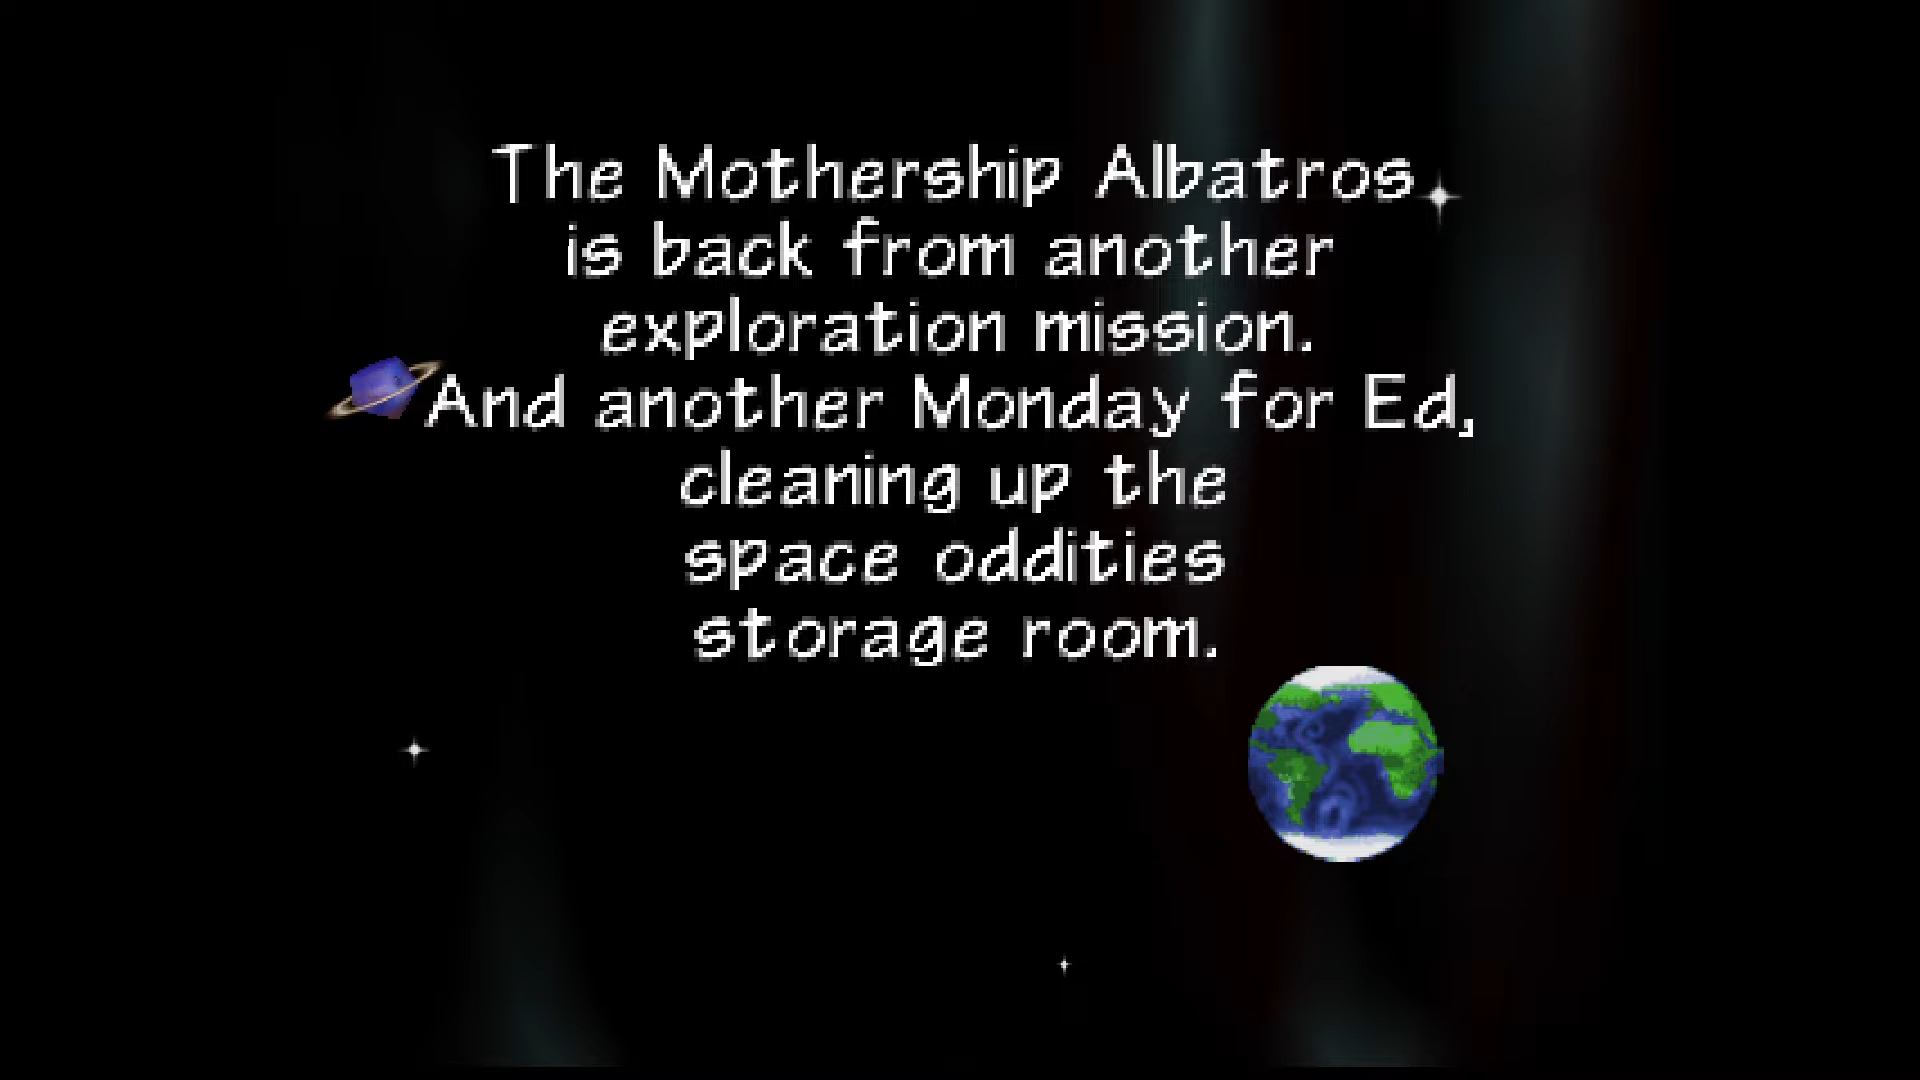 The Mothership Albatros
is back from another
exploration mission.
And another Monday for Ed,
cleaning up the
space oddities
storage room.